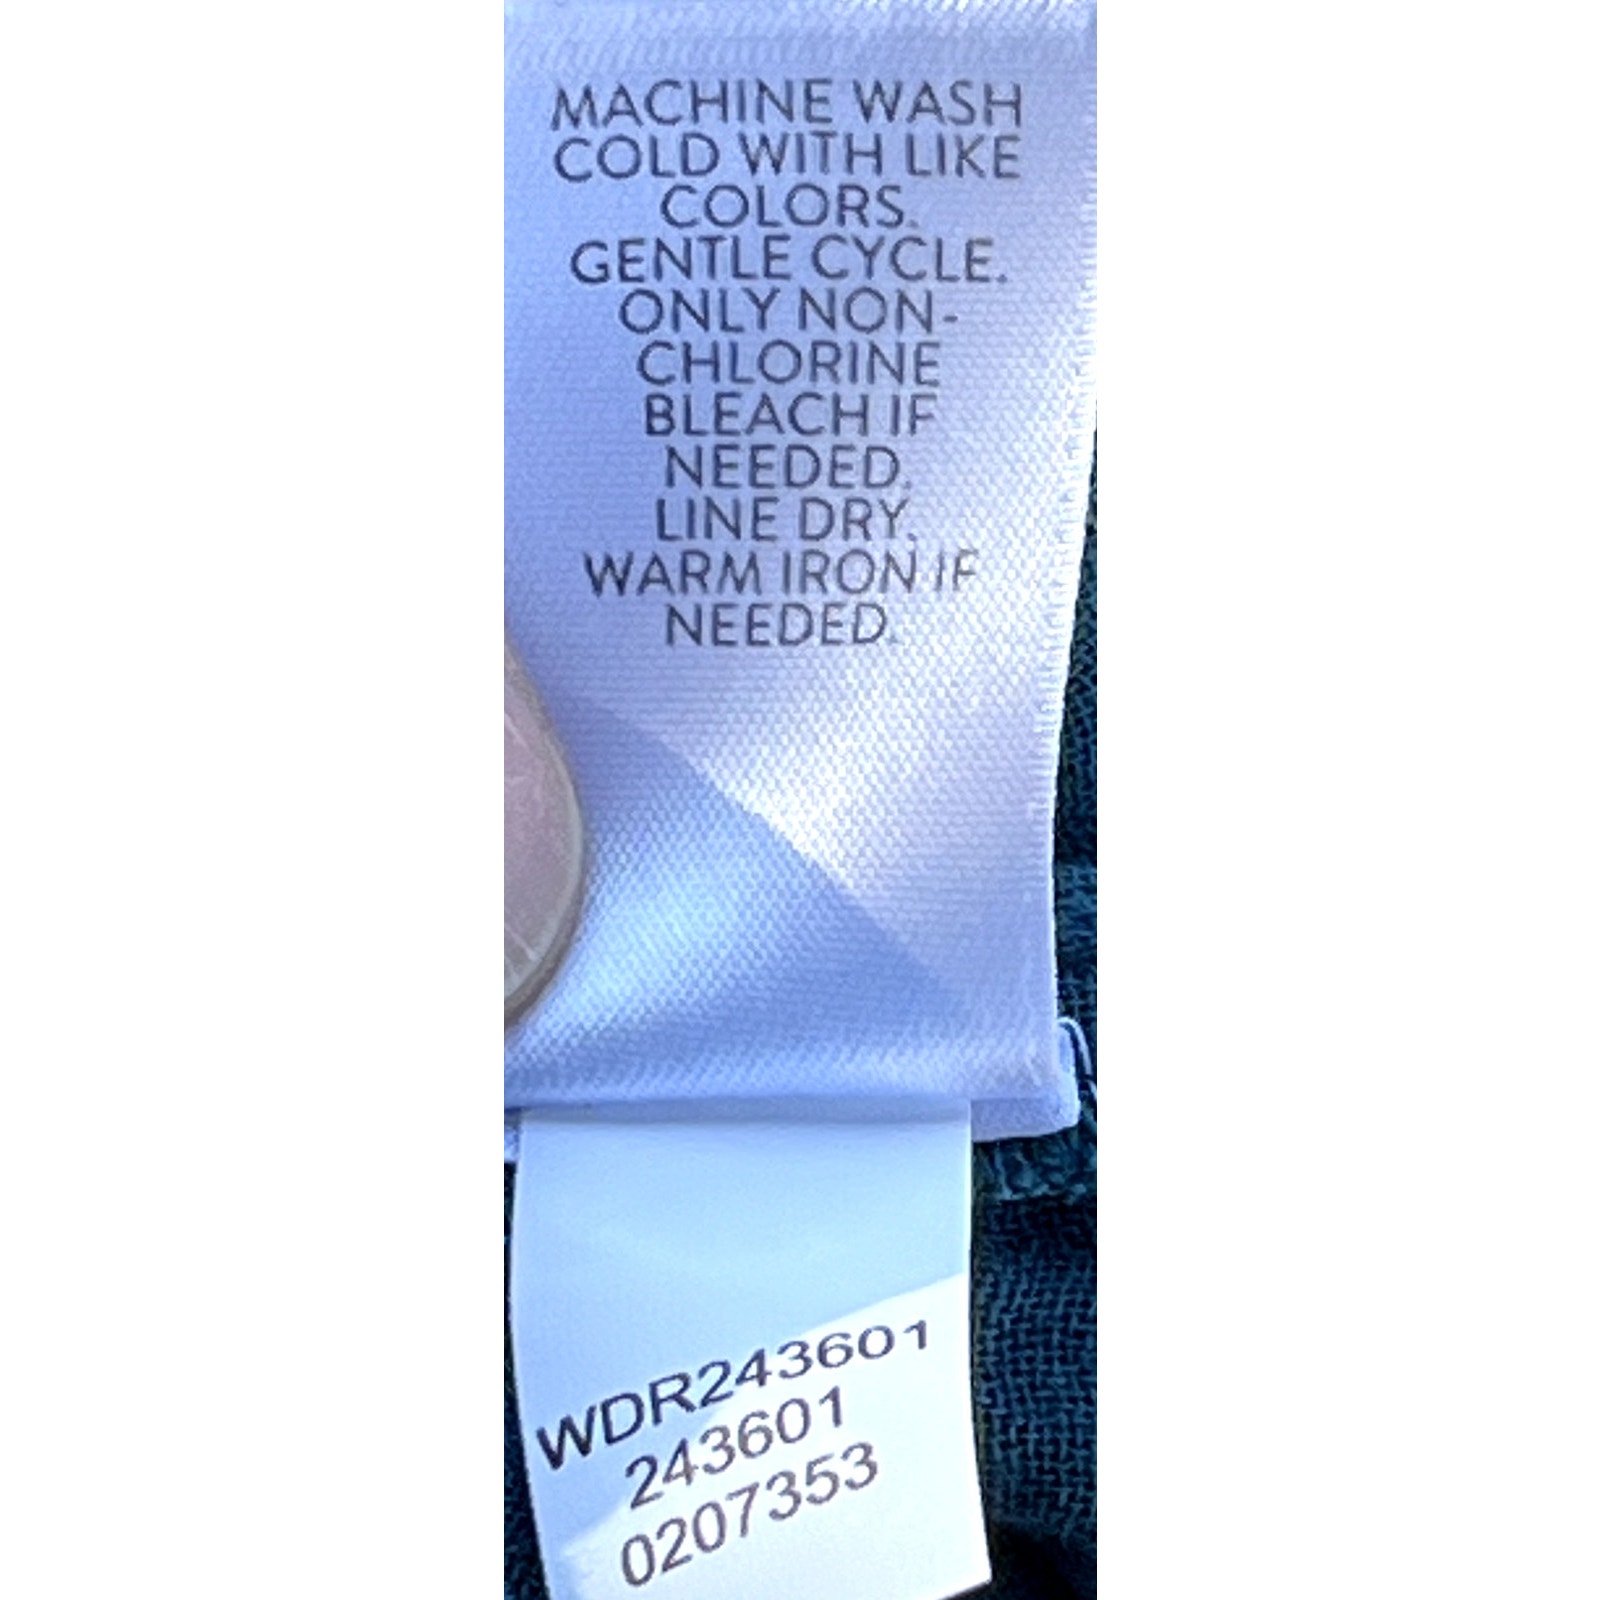 MACHINE WASH
COLD WITH LIKE
COLORS.
GENTLE CYCLE.
ONLY NON-
CHLORINE
BLEACH IF
NEEDED.
LINE DRY.
WARM IRON IF
NEEDED.
WDR243601
243601
0207353